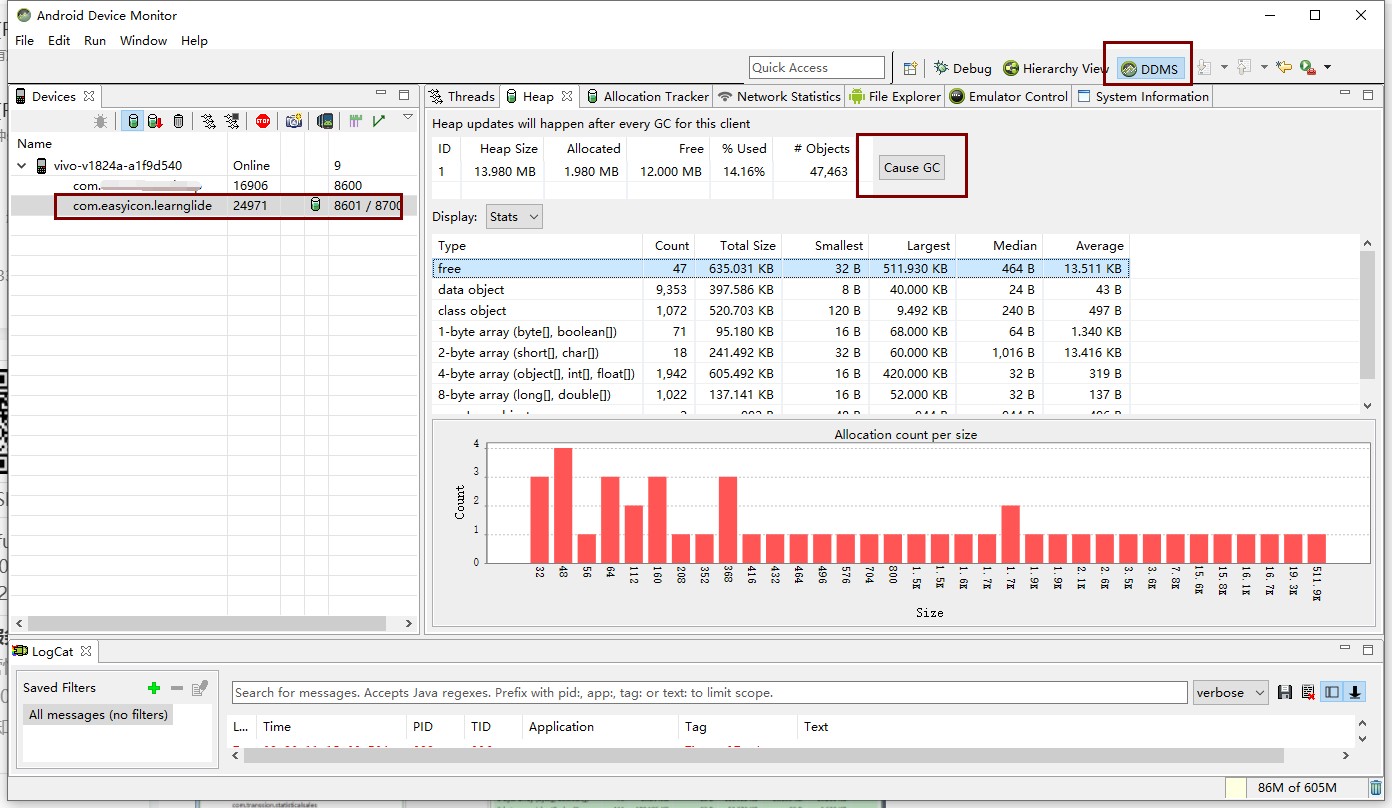 Android Device Monitor
File Edit Run Window Help
Quick Access Debug Hierarchy View DDMS
Devices
Name
vivo-v1824a-a1f9d540 Online 9
com. 16906 8600
com.easyicon.learnglide 24971 8601 / 8700
Threads Heap Allocation Tracker Network Statistics File Explorer Emulator Control System Information
Heap updates will happen after every GC for this client
ID Heap Size Allocated Free % Used # Objects
1 13.980 MB 1.980 MB 12.000 MB 14.16% 47,463
Cause GC
Display: Stats
Type Count Total Size Smallest Largest Median Average
free 47 635.031 KB 32 B 511.930 KB 464 B 13.511 KB
data object 9,353 397.586 KB 8 B 40.000 KB 24 B 43 B
class object 1,072 520.703 KB 120 B 9.492 KB 240 B 497 B
1-byte array (byte[], boolean[]) 71 95.180 KB 16 B 68.000 KB 64 B 1.340 KB
2-byte array (short[], char[]) 18 241.492 KB 32 B 60.000 KB 1,016 B 13.416 KB
4-byte array (object[], int[], float[]) 1,942 605.492 KB 16 B 420.000 KB 32 B 319 B
8-byte array (long[], double[]) 1,022 137.141 KB 16 B 52.000 KB 32 B 137 B
Allocation count per size
4
3
2
1
0
Count
32 48 56 64 112 160 208 352 368 416 432 464 496 576 704 800 1.5K 1.5K 1.6K 1.7K 1.7K 1.9K 1.9K 2.1K 2.6K 3.5K 3.6K 7.8K 15.6K 15.8K 16.1K 16.7K 19.3K 511.9K
Size
LogCat
Saved Filters
All messages (no filters)
Search for messages. Accepts Java regexes. Prefix with pid:, app:, tag: or text: to limit scope.
verbose
L... Time PID TID Application Tag Text
86M of 605M
com.transsion.statisticalsales